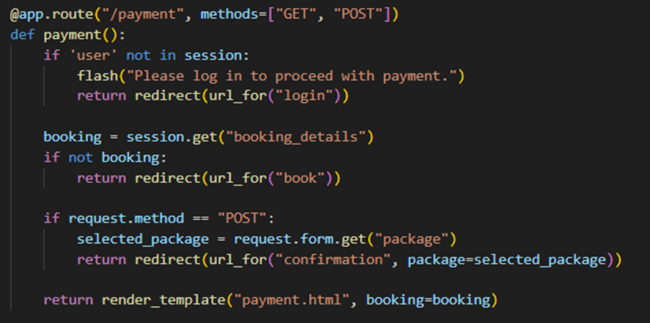 @app.route("/payment", methods=["GET", "POST"])
def payment():
    if 'user' not in session:
        flash("Please log in to proceed with payment.")
        return redirect(url_for("login"))

    booking = session.get("booking_details")
    if not booking:
        return redirect(url_for("book"))

    if request.method == "POST":
        selected_package = request.form.get("package")
        return redirect(url_for("confirmation", package=selected_package))

    return render_template("payment.html", booking=booking)